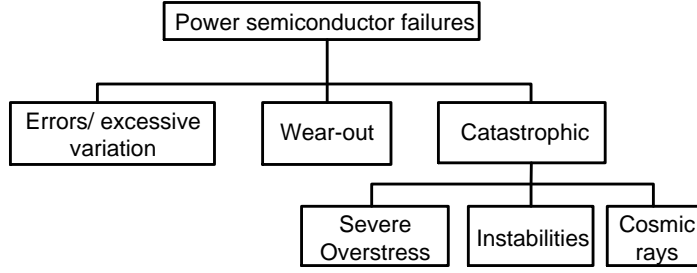 Power semiconductor failures
Errors/ excessive
variation
Wear-out
Catastrophic
Severe
Overstress
Instabilities
Cosmic
rays